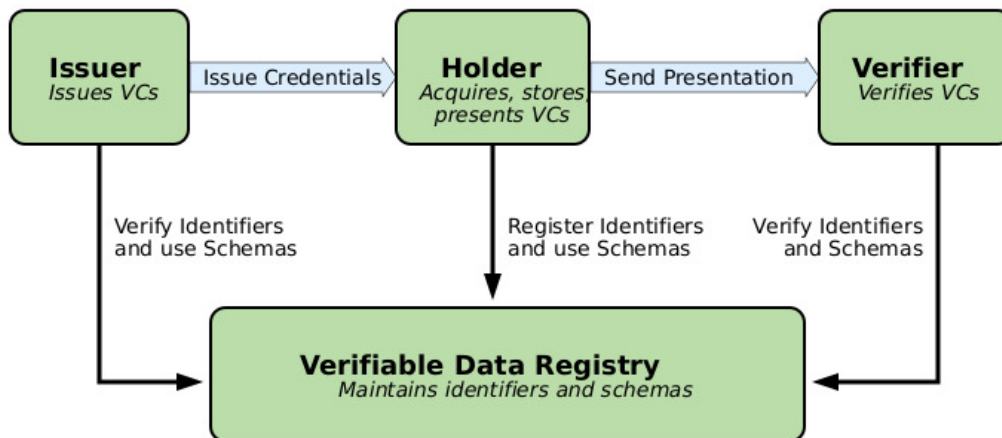 Issuer
Issues VCs
Issue Credentials
Holder
Acquires, stores,
presents VCs
Send Presentation
Verifier
Verifies VCs
Verify Identifiers
and use Schemas
Register Identifiers
and use Schemas
Verify Identifiers
and Schemas
Verifiable Data Registry
Maintains identifiers and schemas